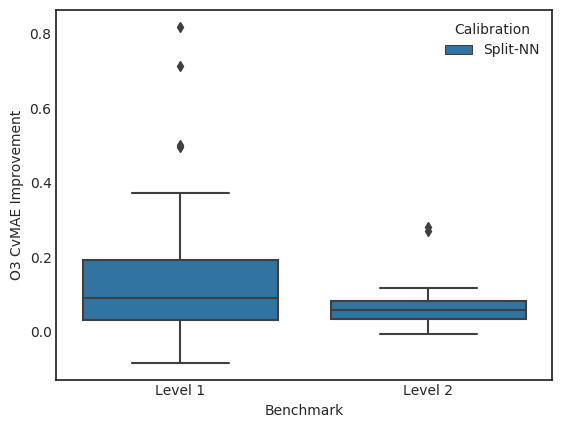 Calibration
Split-NN
O3 CvMAE Improvement
0.8
0.6
0.4
0.2
0.0
Level 1
Level 2
Benchmark